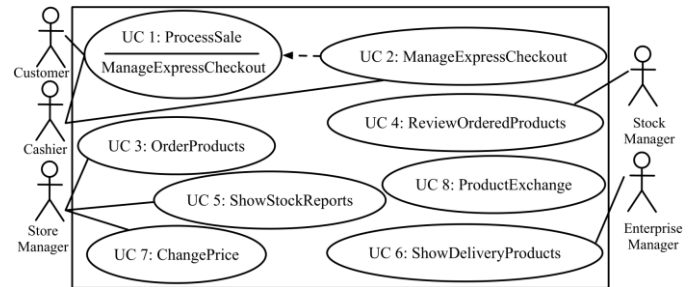 UC 1: ProcessSale
ManageExpressCheckout
UC 2: ManageExpressCheckout
Customer
UC 4: ReviewOrderedProducts
Stock
Manager
Cashier
UC 3: OrderProducts
UC 8: ProductExchange
UC 5: ShowStockReports
Store
Manager
Enterprise
Manager
UC 7: ChangePrice
UC 6: ShowDeliveryProducts